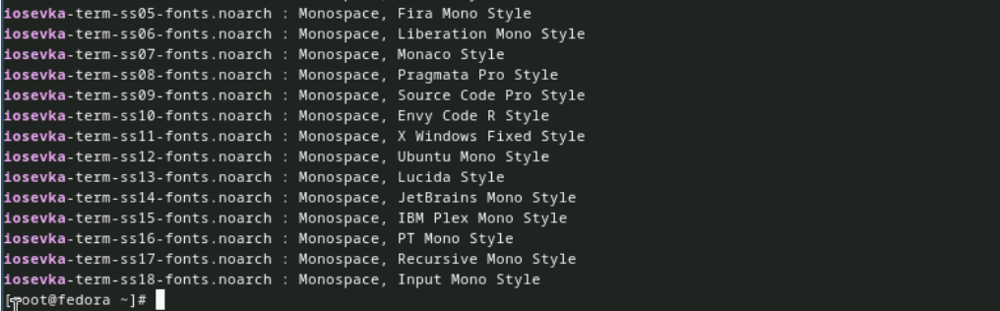 iosevka-term-ss05-fonts.noarch : Monospace, Fira Mono Style
iosevka-term-ss06-fonts.noarch : Monospace, Liberation Mono Style
iosevka-term-ss07-fonts.noarch : Monospace, Monaco Style
iosevka-term-ss08-fonts.noarch : Monospace, Pragmata Pro Style
iosevka-term-ss09-fonts.noarch : Monospace, Source Code Pro Style
iosevka-term-ss10-fonts.noarch : Monospace, Envy Code R Style
iosevka-term-ss11-fonts.noarch : Monospace, X Windows Fixed Style
iosevka-term-ss12-fonts.noarch : Monospace, Ubuntu Mono Style
iosevka-term-ss13-fonts.noarch : Monospace, Lucida Style
iosevka-term-ss14-fonts.noarch : Monospace, JetBrains Mono Style
iosevka-term-ss15-fonts.noarch : Monospace, IBM Plex Mono Style
iosevka-term-ss16-fonts.noarch : Monospace, PT Mono Style
iosevka-term-ss17-fonts.noarch : Monospace, Recursive Mono Style
iosevka-term-ss18-fonts.noarch : Monospace, Input Mono Style
[root@fedora ~]#